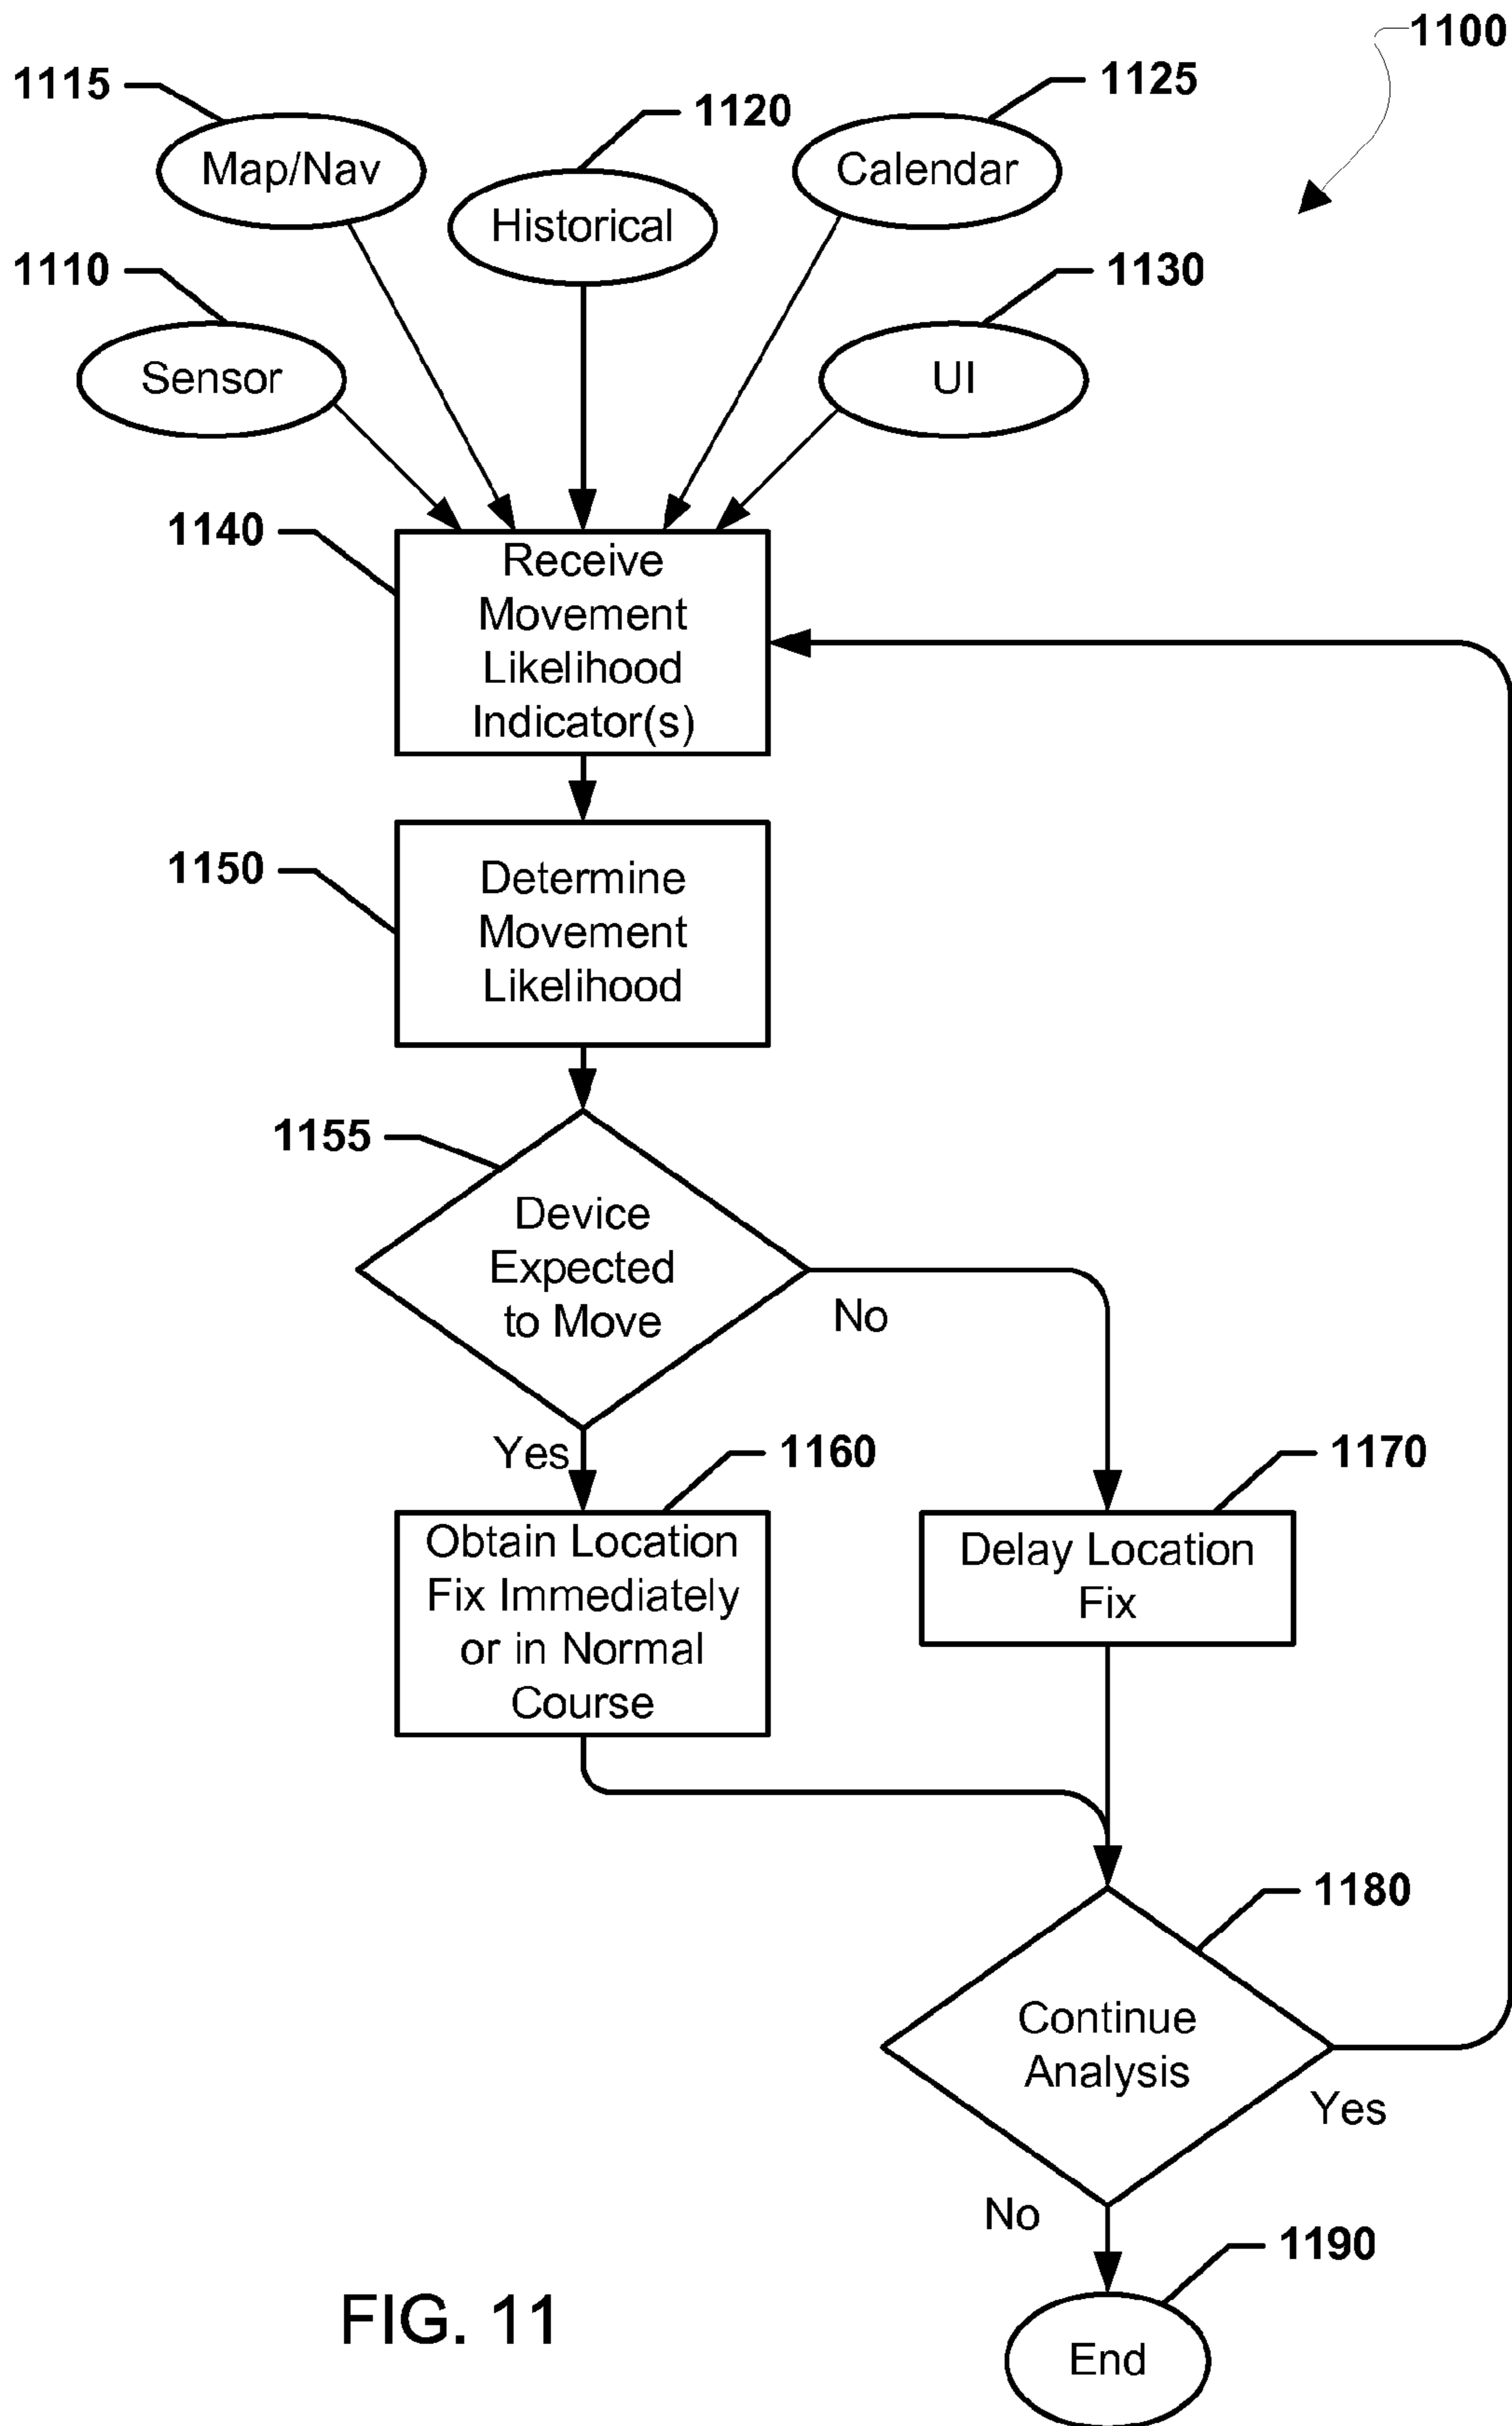 1100
1115
Map/Nav
1120
Historical
1125
Calendar
1110
Sensor
1130
UI
1140
Receive
Movement
Likelihood
Indicator(s)
1150
Determine
Movement
Likelihood
1155
Device
Expected
to Move
No
Yes
1160
Obtain Location
Fix Immediately
or in Normal
Course
1170
Delay Location
Fix
1180
Continue
Analysis
Yes
No
1190
End
FIG. 11